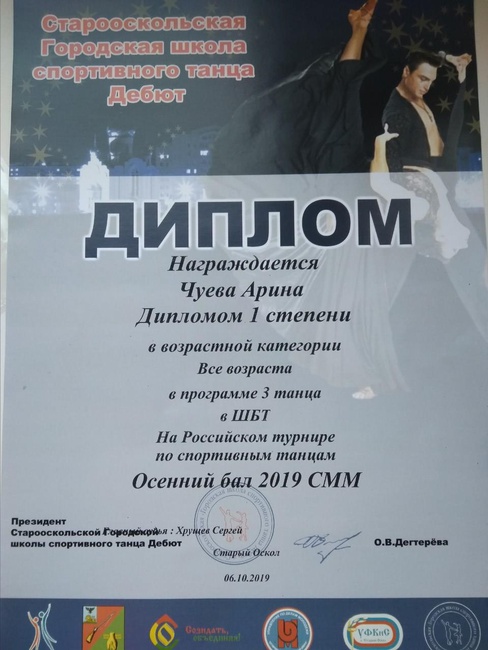 Старооскольская
Городская школа
спортивного танца
Дебют
ДИПЛОМ
Награждается
Чуева Арина
Дипломом 1 степени
в возрастной категории
Все возраста
в программе 3 танца
в ШБТ
На Российском турнире
по спортивным танцам
Осенний бал 2019 СММ
Президент
Старооскольской Городской
школы спортивного танца Дебют
: Хрущев Сергей
О.В.Дегтерёва
Старый Оскол
06.10.2019
Созидать,
объединяя!
УФКиС